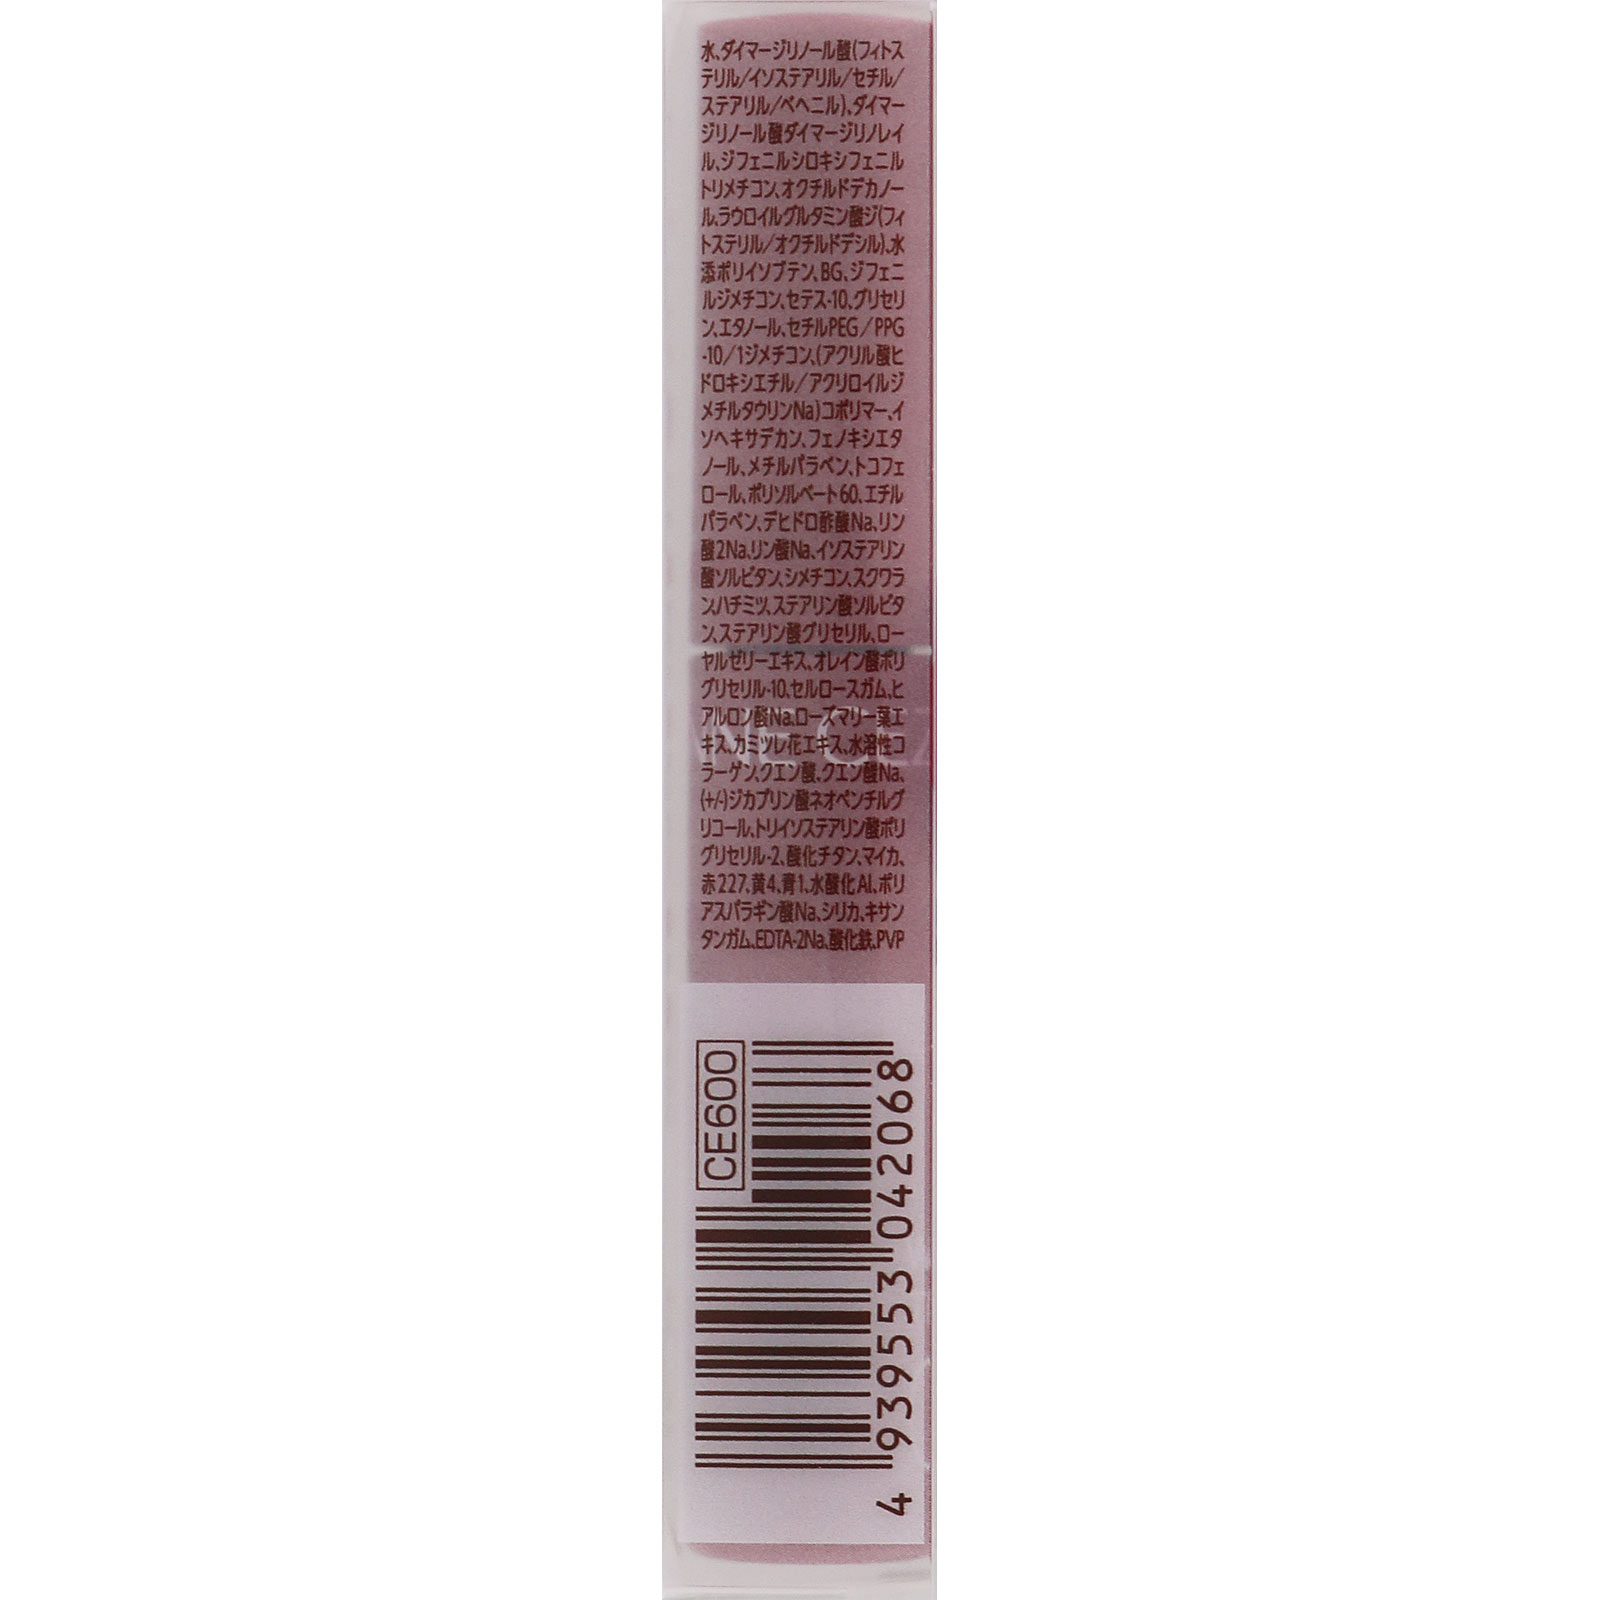 水、ダイマージリノール酸(フィトス
テリル/イソステアリル/セチル/
ステアリル/ベヘニル)、ダイマー
ジリノール酸ダイマージリノレイ
ル、ジフェニルシロキシフェニル
トリメチコン、オクチルドデカノー
ル、ラウロイルグルタミン酸ジ(フィ
トステリル/オクチルドデシル)、水
添ポリイソブテン、BG、ジフェニ
ルジメチコン、セテス-10、グリセリ
ン、エタノール、セチルPEG/PPG
-10/1ジメチコン、(アクリル酸ヒ
ドロキシエチル/アクリロイルジ
メチルタウリンNa)コポリマー、イ
ソヘキサデカン、フェノキシエタ
ノール、メチルパラベン、トコフェ
ロール、ポリソルベート60、エチル
パラベン、デヒドロ酢酸Na、リン
酸2Na、リン酸Na、イソステアリン
酸ソルビタン、シメチコン、スクワラ
ン、ハチミツ、ステアリン酸ソルビタ
ン、ステアリン酸グリセリル、ロー
ヤルゼリーエキス、オレイン酸ポリ
グリセリル-10、セルロースガム、ヒ
アルロン酸Na、ローズマリー葉エ
キス、カミツレ花エキス、水溶性コ
ラーゲン、クエン酸、クエン酸Na、
(+/-)ジカプリン酸ネオペンチルグ
リコール、トリイソステアリン酸ポリ
グリセリル-2、酸化チタン、マイカ、
赤227、黄4、青1、水酸化Al、ポリ
アスパラギン酸Na、シリカ、キサン
タンガム、EDTA-2Na、酸化鉄、PVP
CE600
4 939553 042068